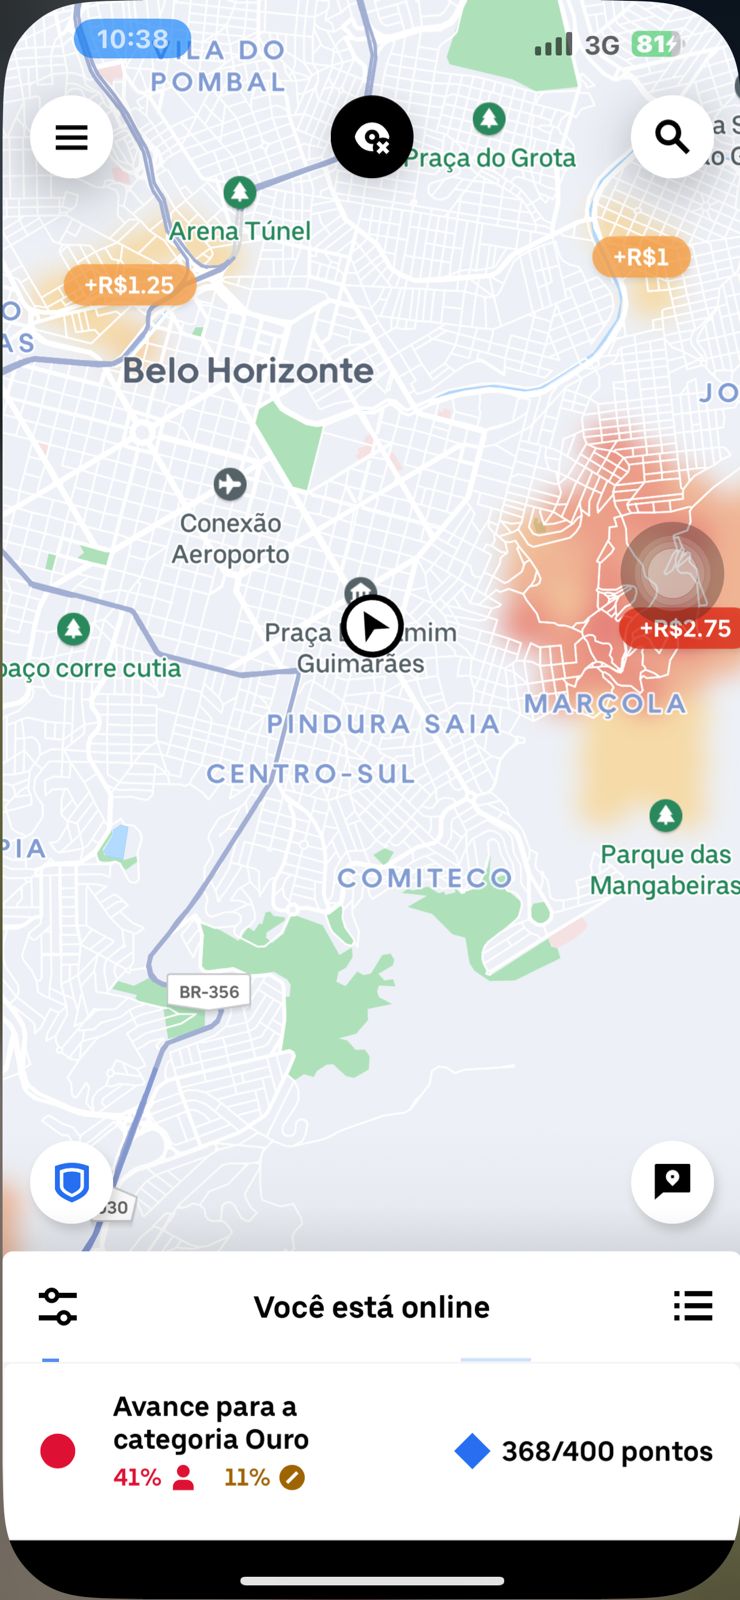 10:38
3G
81
VILA DO
POMBAL
Praça do Grota
Arena Túnel
+R$1.25
+R$1
Belo Horizonte
JO
Conexão
Aeroporto
Praça
Guimarães
+R$2.75
paço corre cutia
MARÇOLA
PINDURA SAIA
CENTRO-SUL
PIA
COMITECO
Parque das
Mangabeiras
BR-356
030
Você está online
Avance para a
categoria Ouro
41%
11%
368/400 pontos